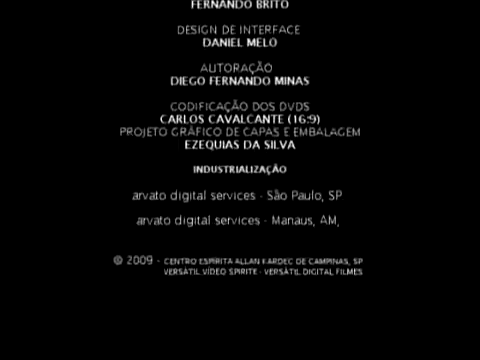 FERNANDO BRITO
DESIGN DE INTERFACE
DANIEL MELO
AUTORAÇÃO
DIEGO FERNANDO MINAS
CODIFICAÇÃO DOS DVDS
CARLOS CAVALCANTE (16:9)
PROJETO GRÁFICO DE CAPAS E EMBALAGEM
EZEQUIAS DA SILVA
INDUSTRIALIZAÇÃO
arvato digital services - São Paulo, SP
arvato digital services - Manaus, AM,
© 2009 - CENTRO ESPÍRITA ALLAN KARDEC DE CAMPINAS, SP
VERSÁTIL VÍDEO SPIRITE - VERSÁTIL DIGITAL FILMES